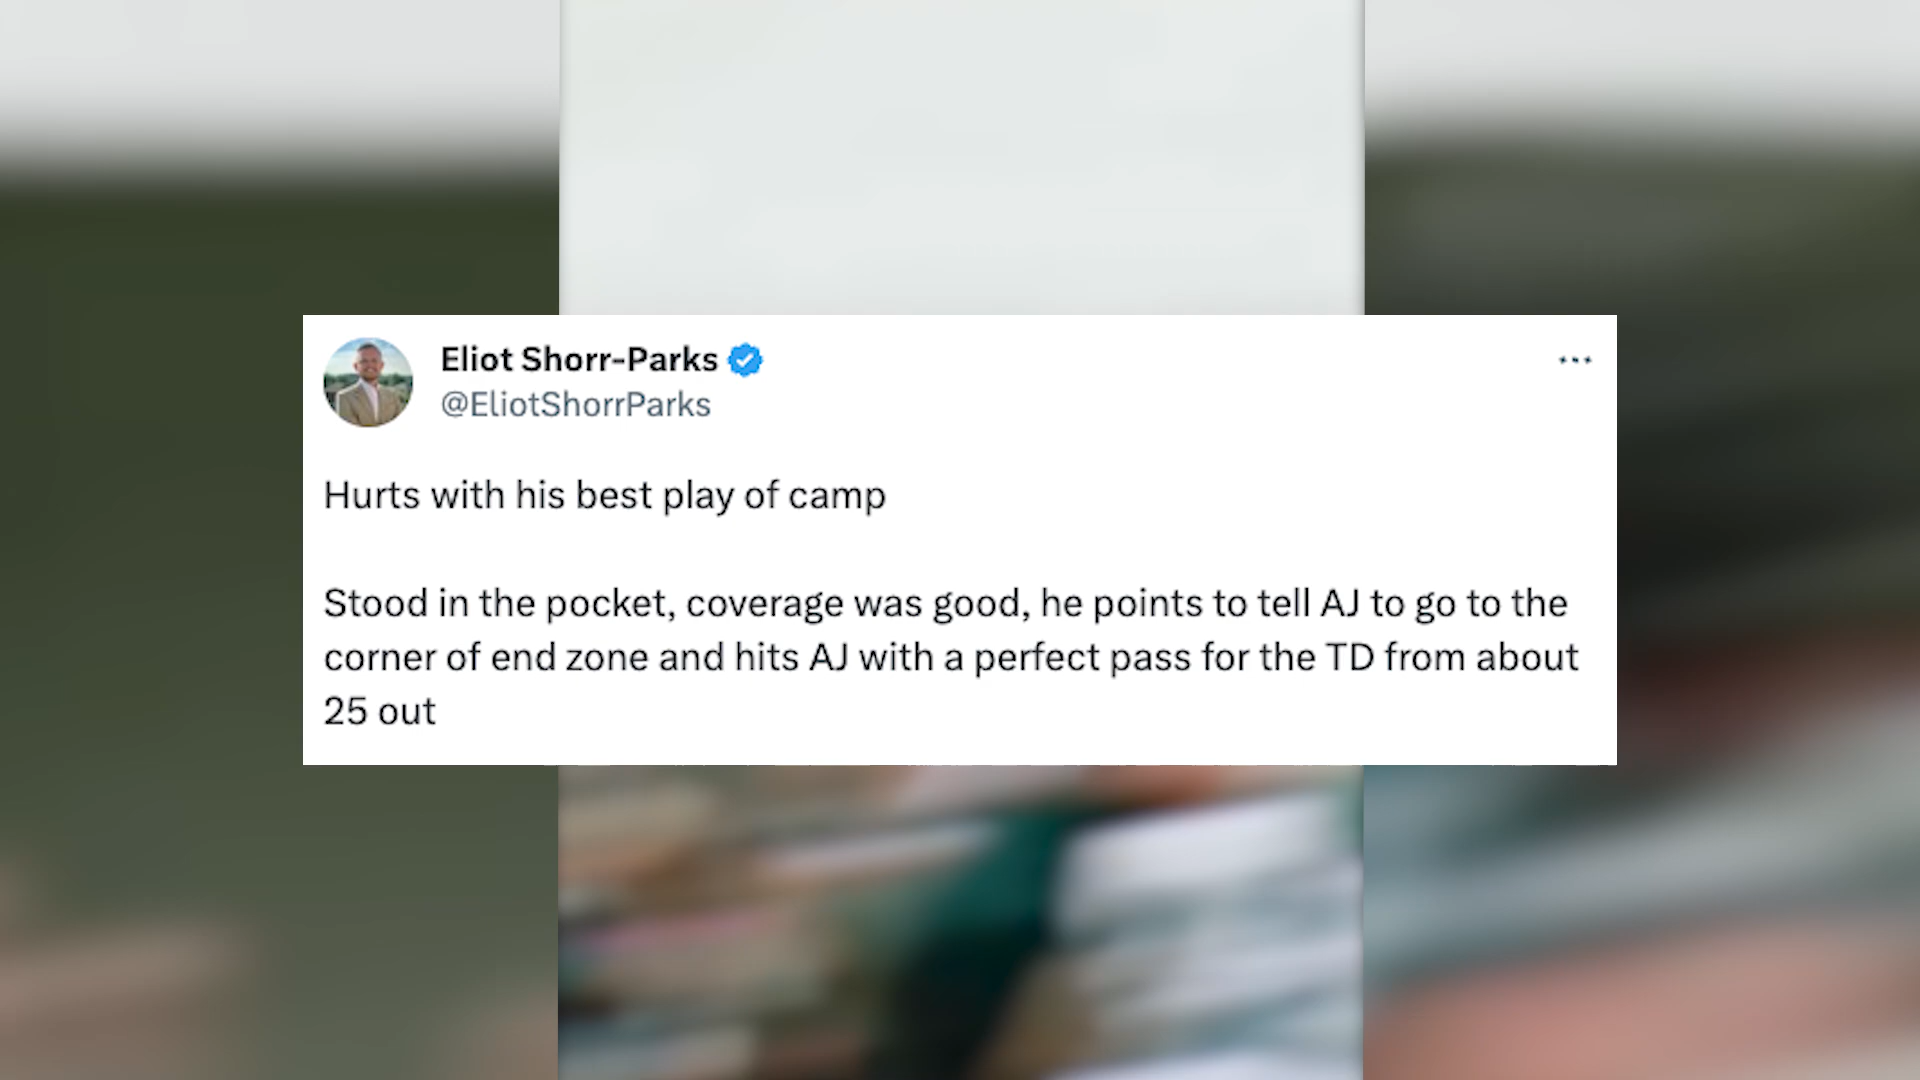 Eliot Shorr-Parks
@EliotShorrParks
Hurts with his best play of camp
Stood in the pocket, coverage was good, he points to tell AJ to go to the
corner of end zone and hits AJ with a perfect pass for the TD from about
25 out